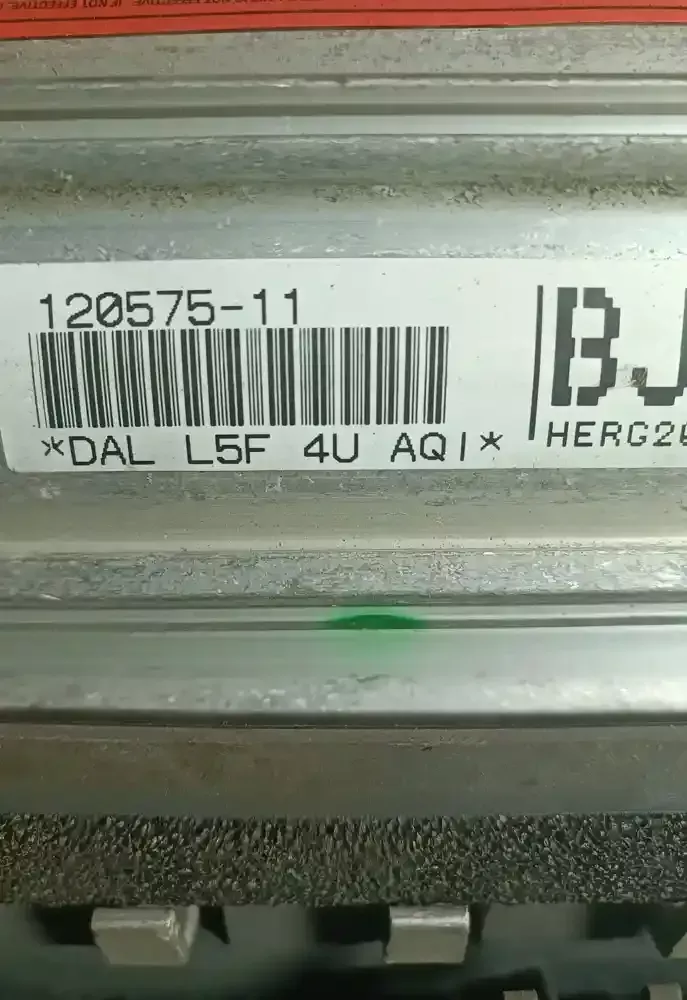 120575-11
*DAL L5F 4U AQI*
BJ
HERG2